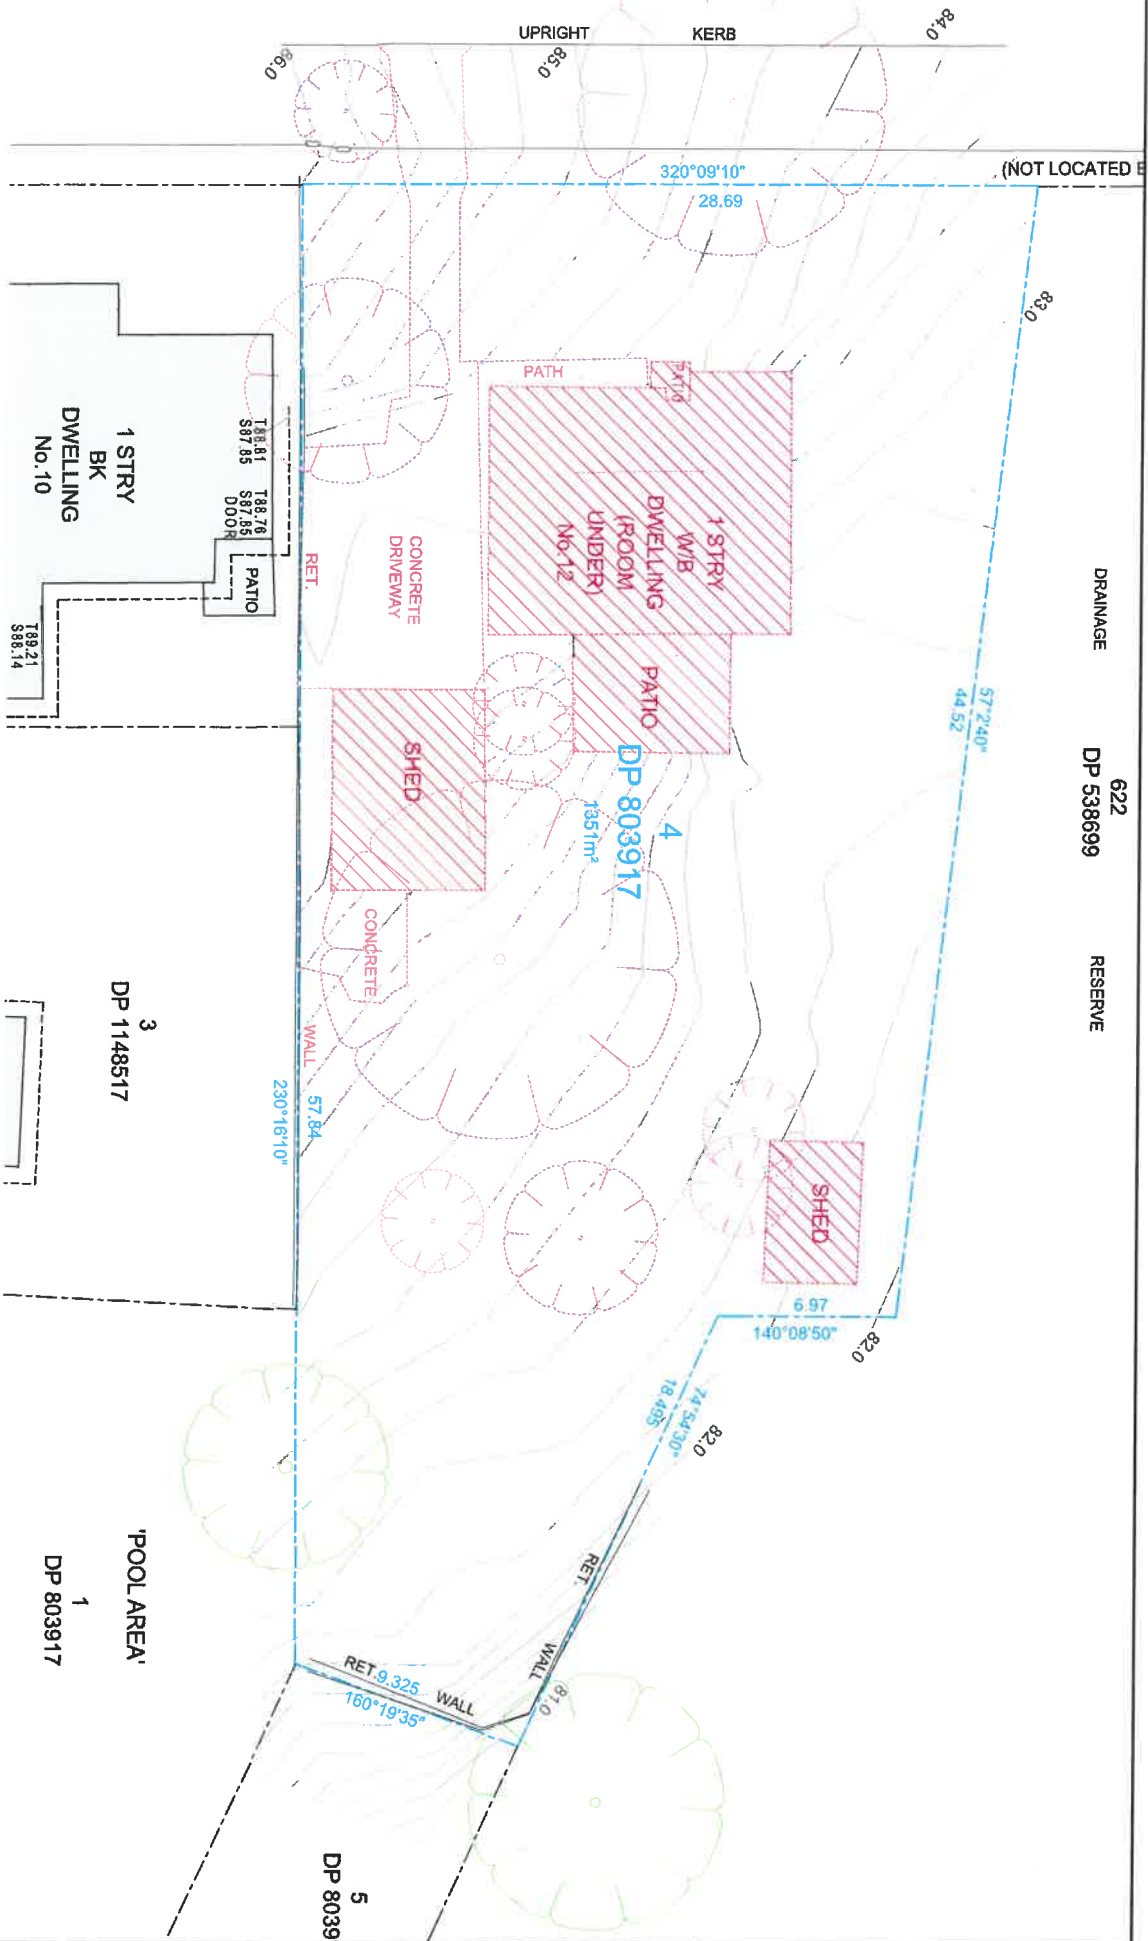 UPRIGHT KERB
84.0
85.0
86.0
(NOT LOCATED
320°09'10"
28.69
83.0
PATIO
PATH
1 STRY
W/B
DWELLING
(ROOM
UNDER)
No.12
PATIO
CONCRETE
DRIVEWAY
RET.
T88.81
S87.85
T88.76
S87.85
DOOR
PATIO
1 STRY
BK
DWELLING
No.10
T89.21
S88.14
DRAINAGE
RESERVE
622
DP 538699
57°2'40"
44.52
SHED
4
DP 803917
1351m²
CONCRETE
WALL
57.84
230°16'10"
3
DP 1148517
SHED
6.97
140°08'50"
82.0
74°54'30"
18.495
82.0
RET.
WALL
81.0
RET.
9.325
WALL
160°19'35"
'POOL AREA'
1
DP 803917
5
DP 8039